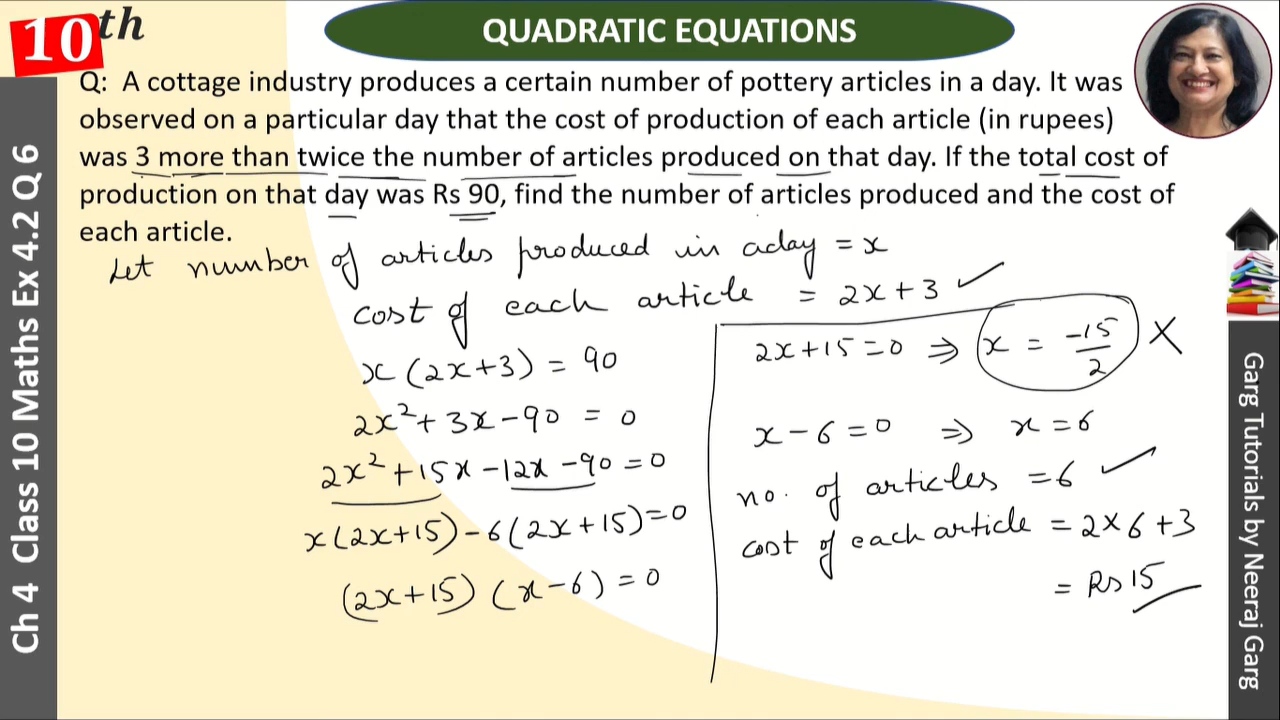 10th
QUADRATIC EQUATIONS
Q: A cottage industry produces a certain number of pottery articles in a day. It was
observed on a particular day that the cost of production of each article (in rupees)
was 3 more than twice the number of articles produced on that day. If the total cost of
production on that day was Rs 90, find the number of articles produced and the cost of
each article.
Let number of articles produced in a day = x
cost of each article = 2x+3 ✓
x(2x+3) = 90
2x²+3x-90 = 0
2x²+15x-12x-90=0
x(2x+15)-6(2x+15)=0
(2x+15)(x-6)=0
2x+15=0 ⇒ x = -15/2 ✗
x-6=0 ⇒ x=6
no. of articles =6 ✓
cost of each article = 2×6+3
= Rs 15
Ch 4 Class 10 Maths Ex 4.2 Q 6
Garg Tutorials by Neeraj Garg